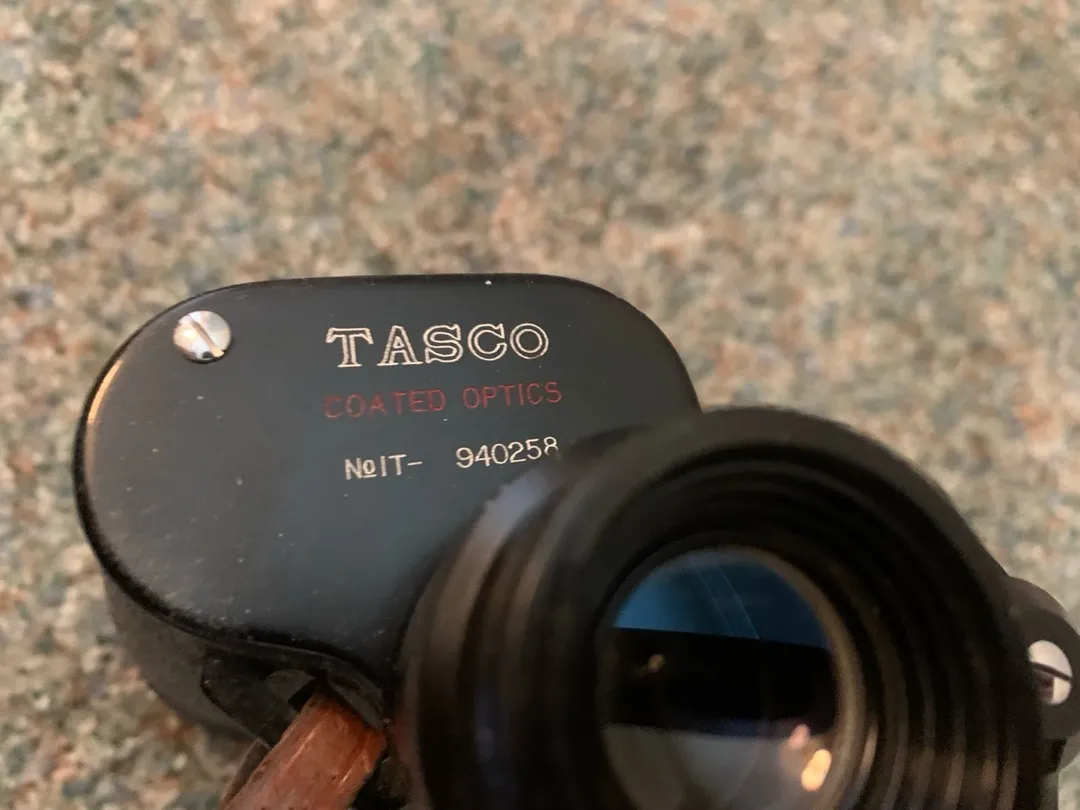 TASCO
COATED OPTICS
№IT- 940258